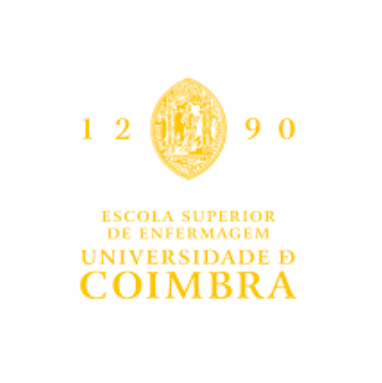 12 90
ESCOLA SUPERIOR
DE ENFERMAGEM
UNIVERSIDADE Ð
COIMBRA